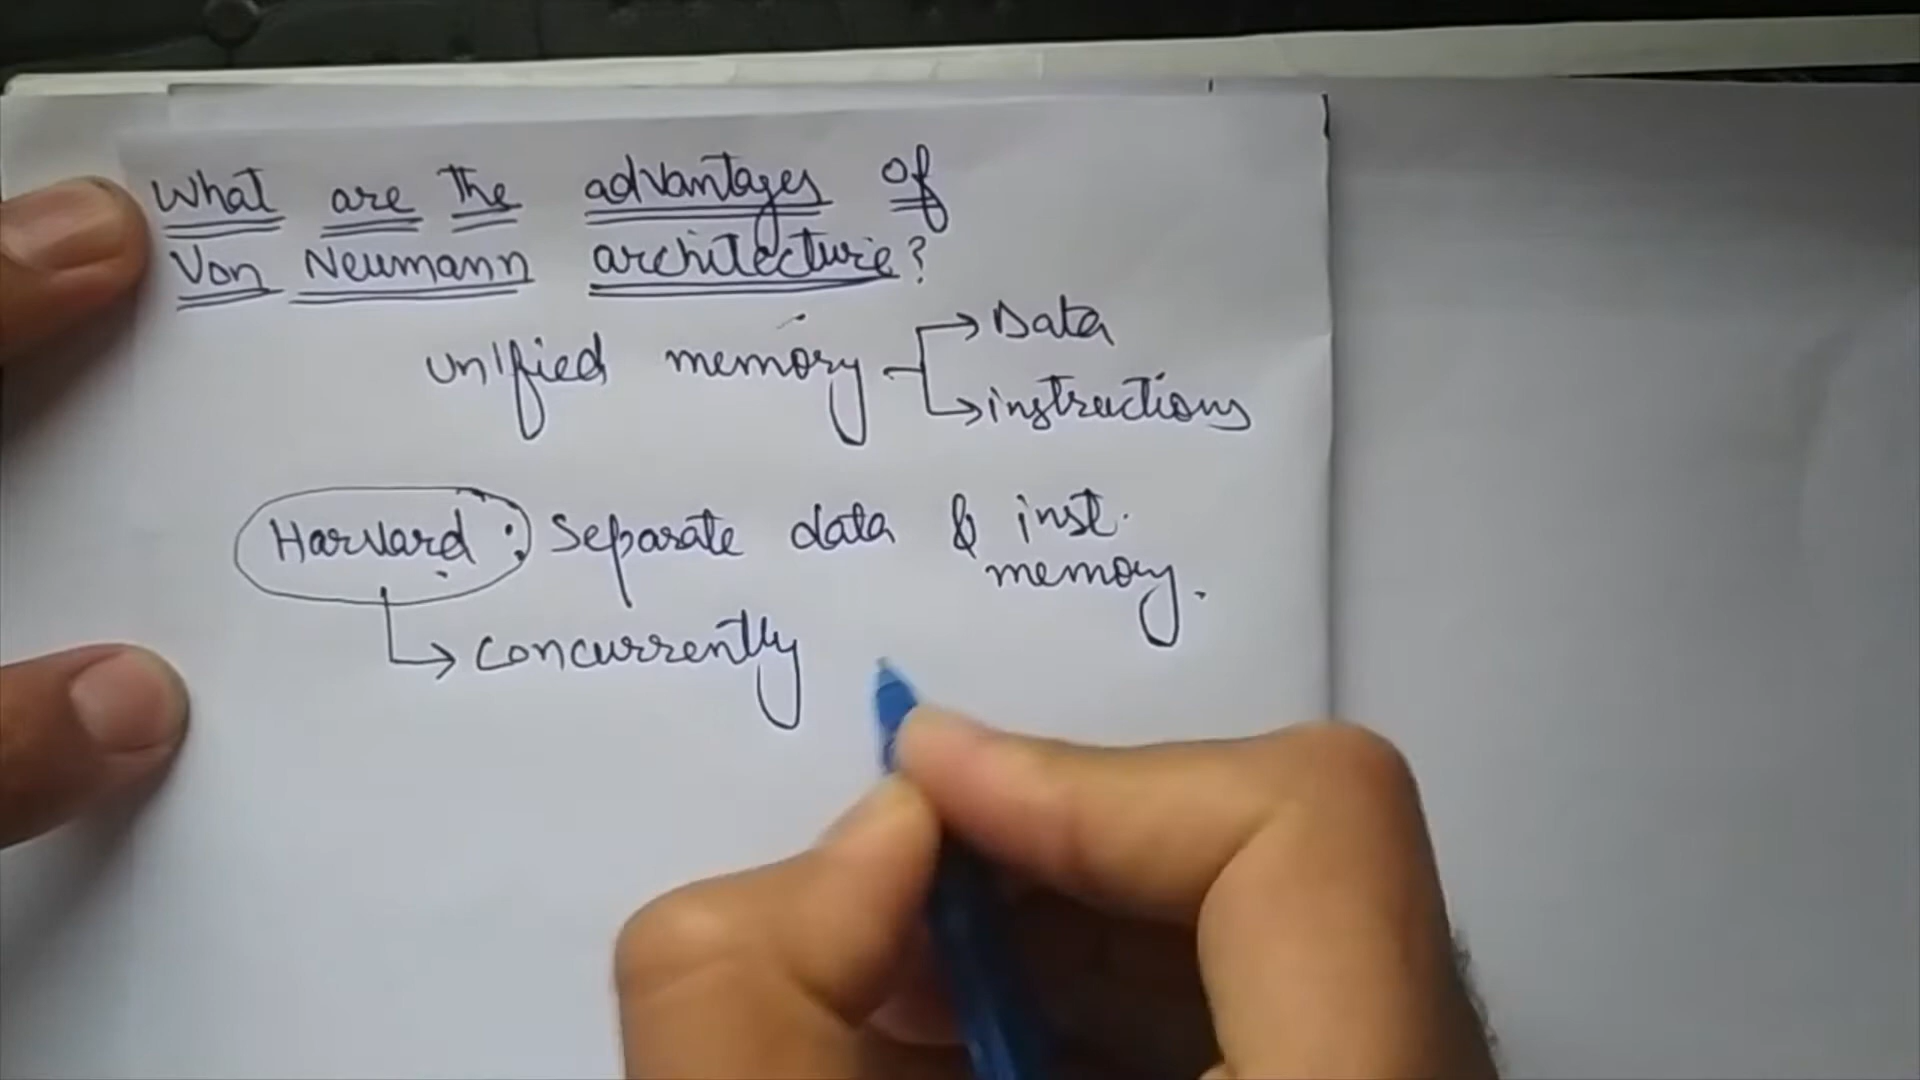 What are the advantages of
Von Neumann architecture?
unified memory
Data
instructions
Harvard : Separate data & inst.
memory.
concurrently